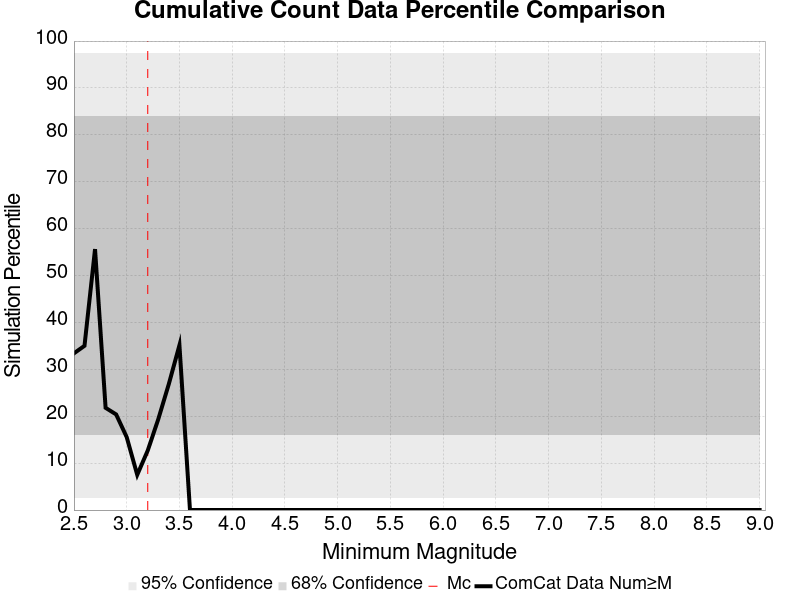 Cumulative Count Data Percentile Comparison
100
90
80
70
60
50
40
30
20
10
0
Simulation Percentile
2.5 3.0 3.5 4.0 4.5 5.0 5.5 6.0 6.5 7.0 7.5 8.0 8.5 9.0
Minimum Magnitude
95% Confidence 68% Confidence Mc ComCat Data Num≥M